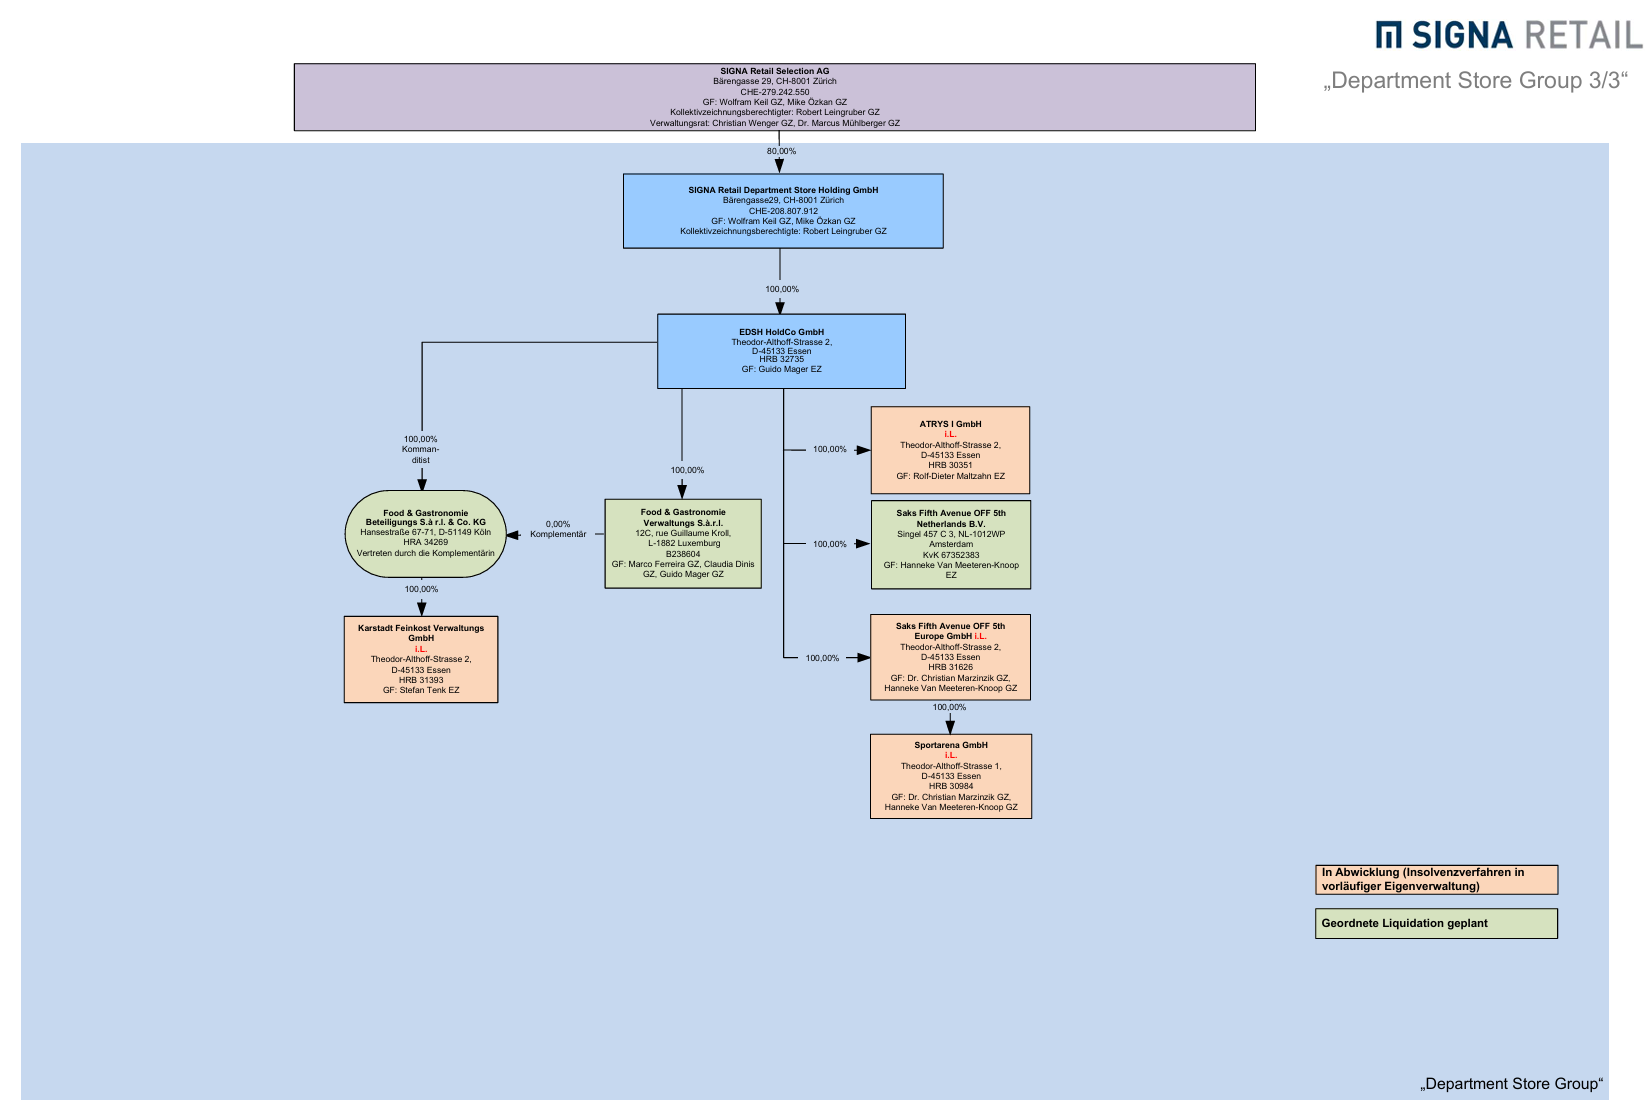 SIGNA RETAIL
„Department Store Group 3/3“
SIGNA Retail Selection AG
Bärengasse 29, CH-8001 Zürich
CHE-279.242.550
GF: Wolfram Keil GZ, Mike Özkan GZ
Kollektivzeichnungsberechtigter: Robert Leingruber GZ
Verwaltungsrat: Christian Wenger GZ, Dr. Marcus Mühlberger GZ
80,00%
SIGNA Retail Department Store Holding GmbH
Bärengasse29, CH-8001 Zürich
CHE-208.807.912
GF: Wolfram Keil GZ, Mike Özkan GZ
Kollektivzeichnungsberechtigte: Robert Leingruber GZ
100,00%
EDSH HoldCo GmbH
Theodor-Althoff-Strasse 2,
D-45133 Essen
HRB 32735
GF: Guido Mager EZ
100,00%
Komman-
ditist
100,00%
100,00%
ATRYS I GmbH
i.L.
Theodor-Althoff-Strasse 2,
D-45133 Essen
HRB 30351
GF: Rolf-Dieter Maltzahn EZ
Food & Gastronomie
Beteiligungs S.à r.l. & Co. KG
Hansestraße 67-71, D-51149 Köln
HRA 34269
Vertreten durch die Komplementärin
0,00%
Komplementär
Food & Gastronomie
Verwaltungs S.à.r.l.
12C, rue Guillaume Kroll,
L-1882 Luxemburg
B238604
GF: Marco Ferreira GZ, Claudia Dinis
GZ, Guido Mager GZ
100,00%
Saks Fifth Avenue OFF 5th
Netherlands B.V.
Singel 457 C 3, NL-1012WP
Amsterdam
KvK 67352383
GF: Hanneke Van Meeteren-Knoop
EZ
100,00%
Karstadt Feinkost Verwaltungs
GmbH
i.L.
Theodor-Althoff-Strasse 2,
D-45133 Essen
HRB 31393
GF: Stefan Tenk EZ
100,00%
Saks Fifth Avenue OFF 5th
Europe GmbH i.L.
Theodor-Althoff-Strasse 2,
D-45133 Essen
HRB 31626
GF: Dr. Christian Marzinzik GZ,
Hanneke Van Meeteren-Knoop GZ
100,00%
Sportarena GmbH
i.L.
Theodor-Althoff-Strasse 1,
D-45133 Essen
HRB 30984
GF: Dr. Christian Marzinzik GZ,
Hanneke Van Meeteren-Knoop GZ
In Abwicklung (Insolvenzverfahren in
vorläufiger Eigenverwaltung)
Geordnete Liquidation geplant
„Department Store Group“